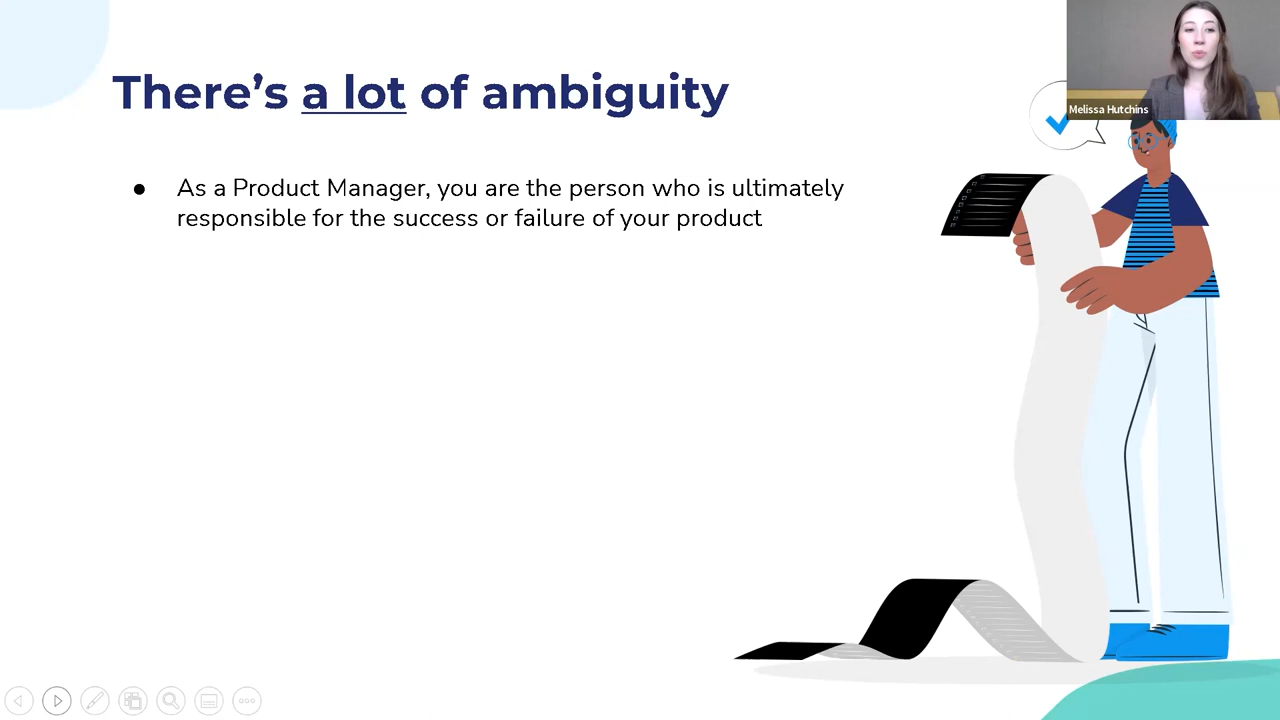 There's a lot of ambiguity
● As a Product Manager, you are the person who is ultimately
responsible for the success or failure of your product
Melissa Hutchins